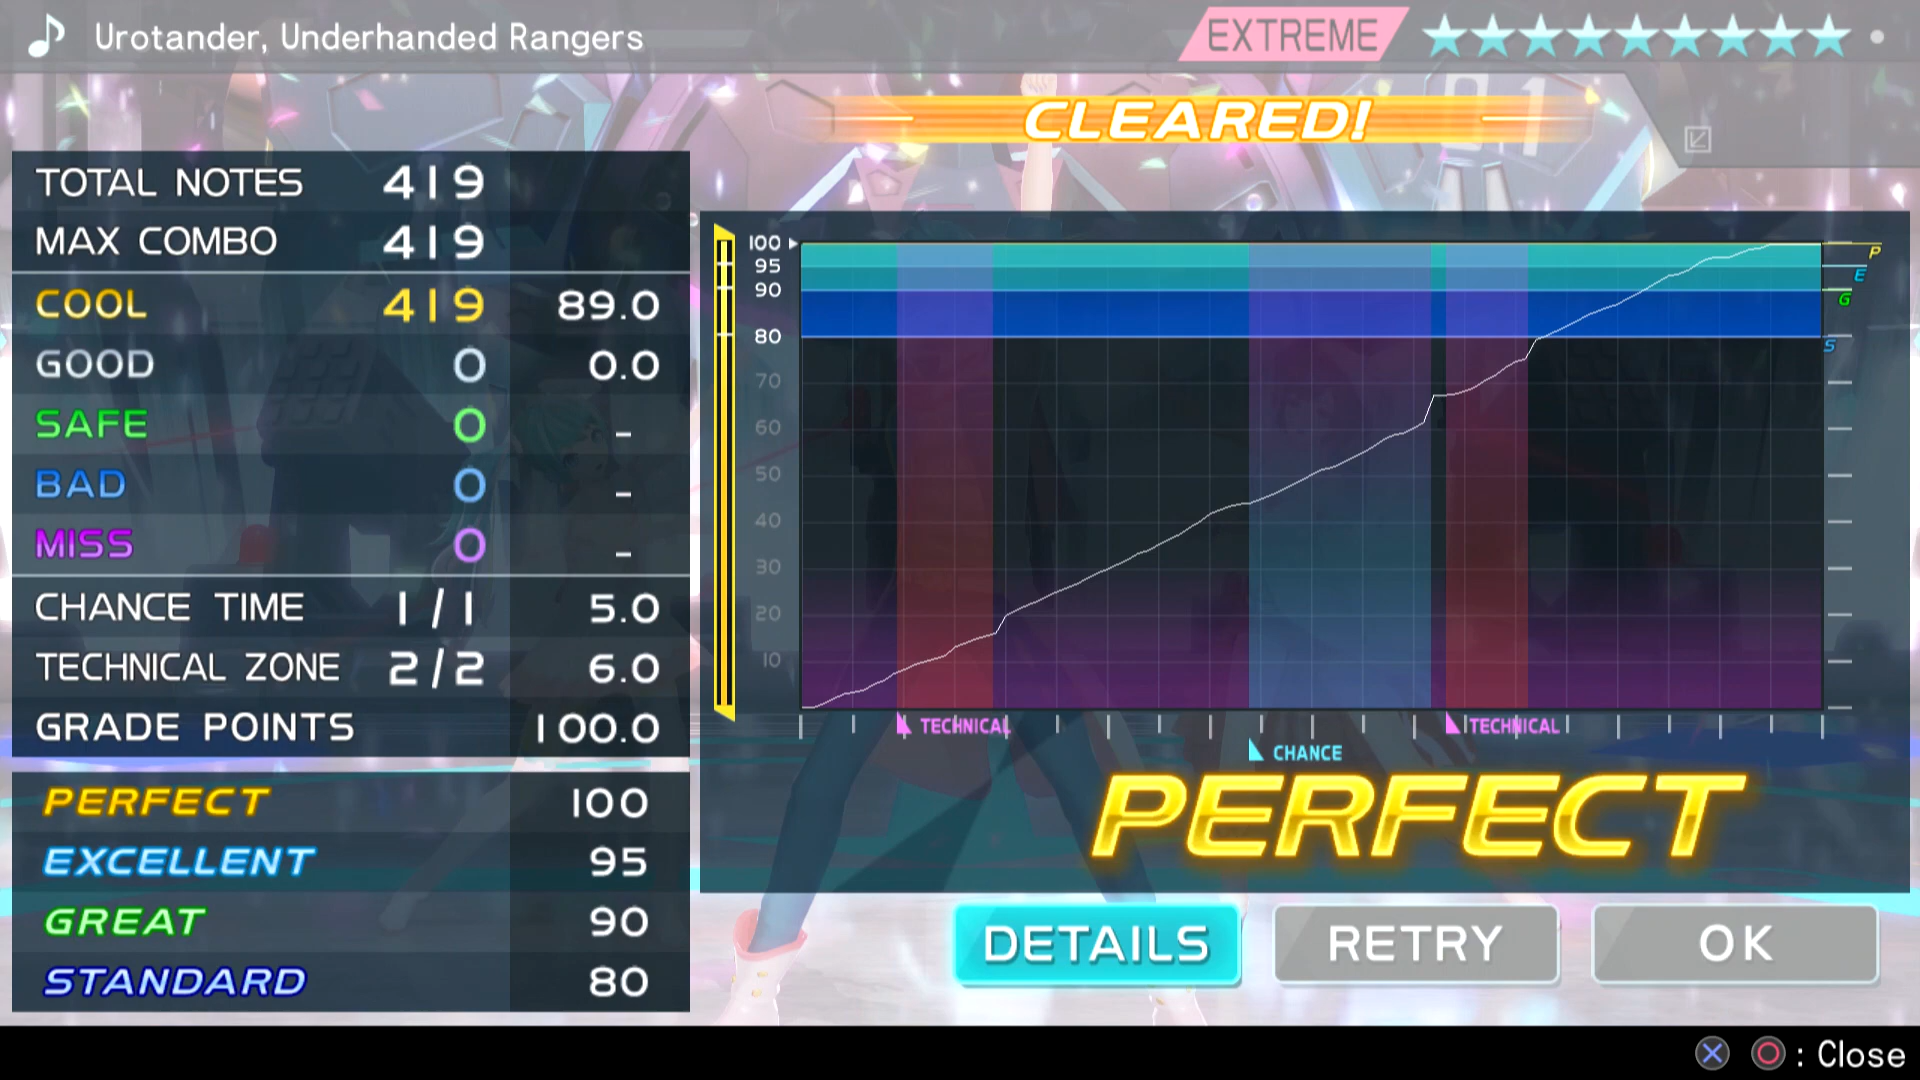 Urotander, Underhanded Rangers
EXTREME
CLEARED!
01
TOTAL NOTES 419
MAX COMBO 419
COOL 419 89.0
GOOD 0 0.0
SAFE 0 -
BAD 0 -
MISS 0 -
CHANCE TIME 1/1 5.0
TECHNICAL ZONE 2/2 6.0
GRADE POINTS 100.0
PERFECT 100
EXCELLENT 95
GREAT 90
STANDARD 80
100
95
90
80
70
60
50
40
30
20
10
P
E
G
S
TECHNICAL
CHANCE
TECHNICAL
PERFECT
DETAILS
RETRY
OK
: Close